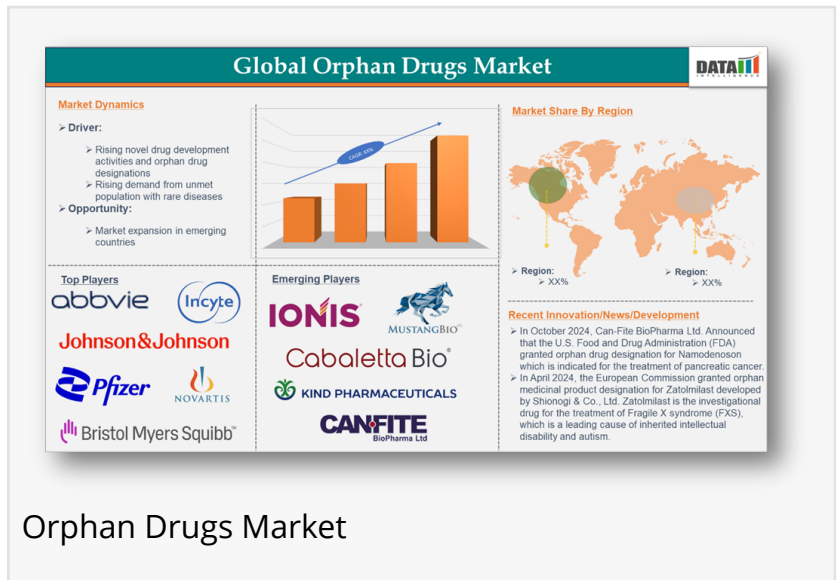 Global Orphan Drugs Market
DATAM
INTELLIGENCE
Market Dynamics
➢ Driver:
➢ Rising novel drug development
activities and orphan drug
designations
➢ Rising demand from unmet
population with rare diseases
➢ Opportunity:
➢ Market expansion in emerging
countries
CAGR: XX%
Market Share By Region
➢ Region:
➢ XX%
➢ Region:
➢ XX%
Top Players
abbvie
Incyte
Johnson&Johnson
Pfizer
NOVARTIS
Bristol Myers Squibb™
Emerging Players
IONIS
MUSTANGBIO
Cabaletta Bio®
KIND PHARMACEUTICALS
CANFITE
BioPharma Ltd
Recent Innovation/News/Development
➢ In October 2024, Can-Fite BioPharma Ltd. Announced
that the U.S. Food and Drug Administration (FDA)
granted orphan drug designation for Namodenoson
which is indicated for the treatment of pancreatic cancer.
➢ In April 2024, the European Commission granted orphan
medicinal product designation for Zatolmilast developed
by Shionogi & Co., Ltd. Zatolmilast is the investigational
drug for the treatment of Fragile X syndrome (FXS),
which is a leading cause of inherited intellectual
disability and autism.
Orphan Drugs Market